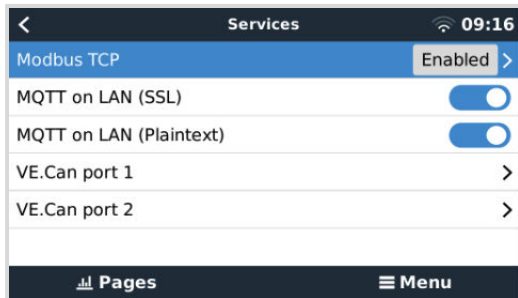 Services 09:16
Modbus TCP Enabled
MQTT on LAN (SSL)
MQTT on LAN (Plaintext)
VE.Can port 1
VE.Can port 2
Pages Menu